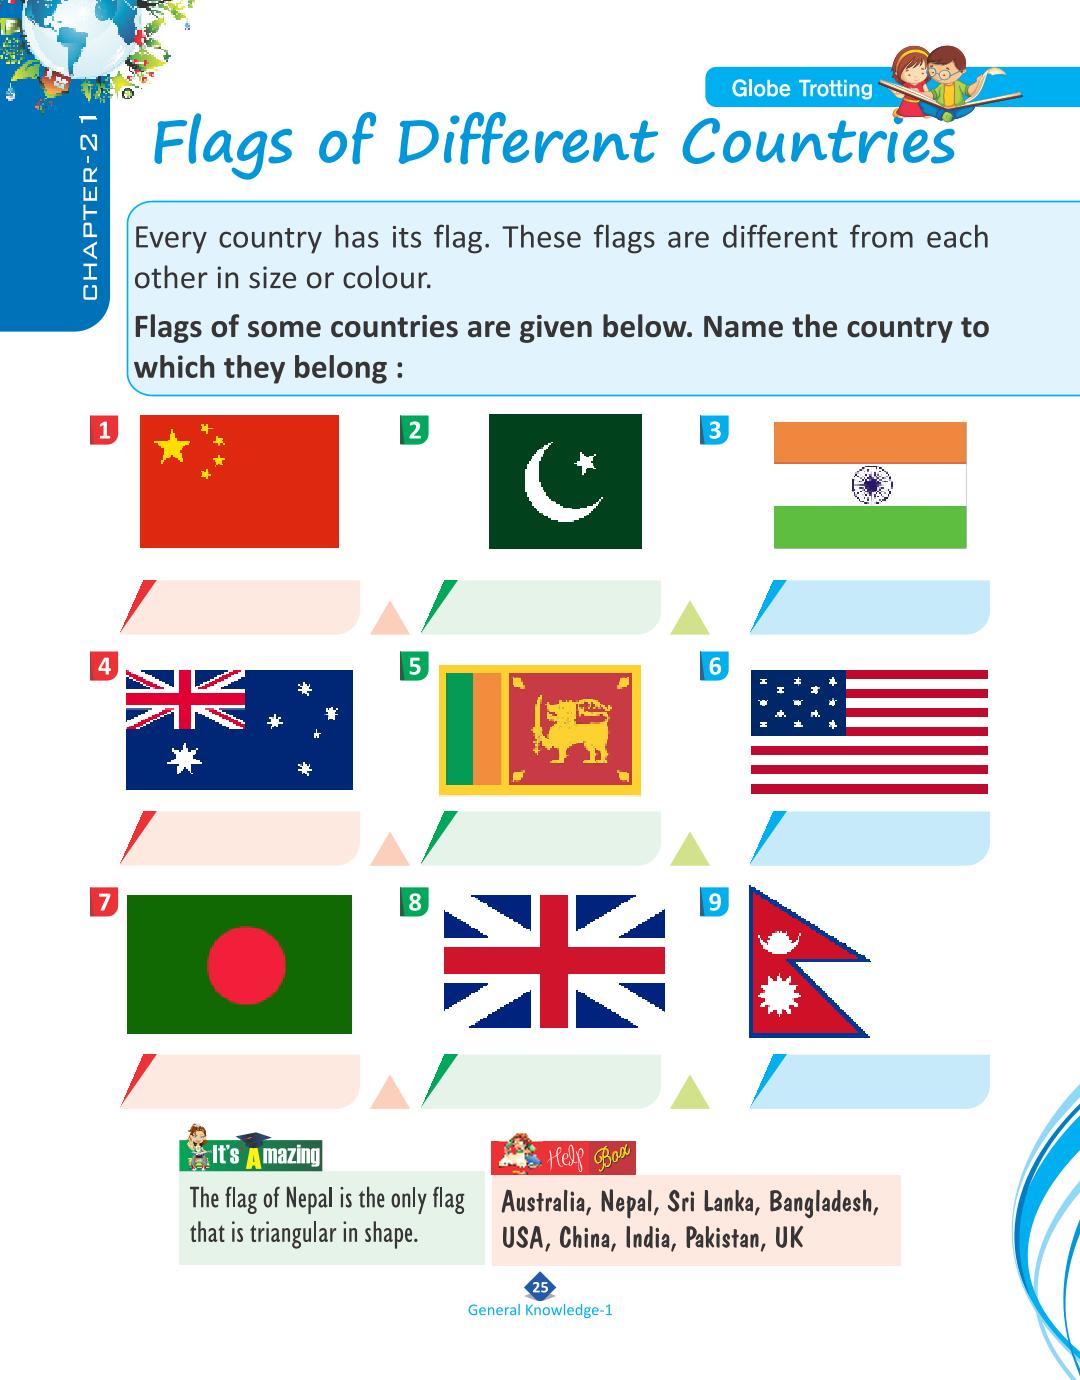 Globe Trotting
CHAPTER-21
Flags of Different Countries
Every country has its flag. These flags are different from each
other in size or colour.
Flags of some countries are given below. Name the country to
which they belong :
1
2
3
4
5
6
7
8
9
It's Amazing
The flag of Nepal is the only flag
that is triangular in shape.
Help Box
Australia, Nepal, Sri Lanka, Bangladesh,
USA, China, India, Pakistan, UK
25
General Knowledge-1